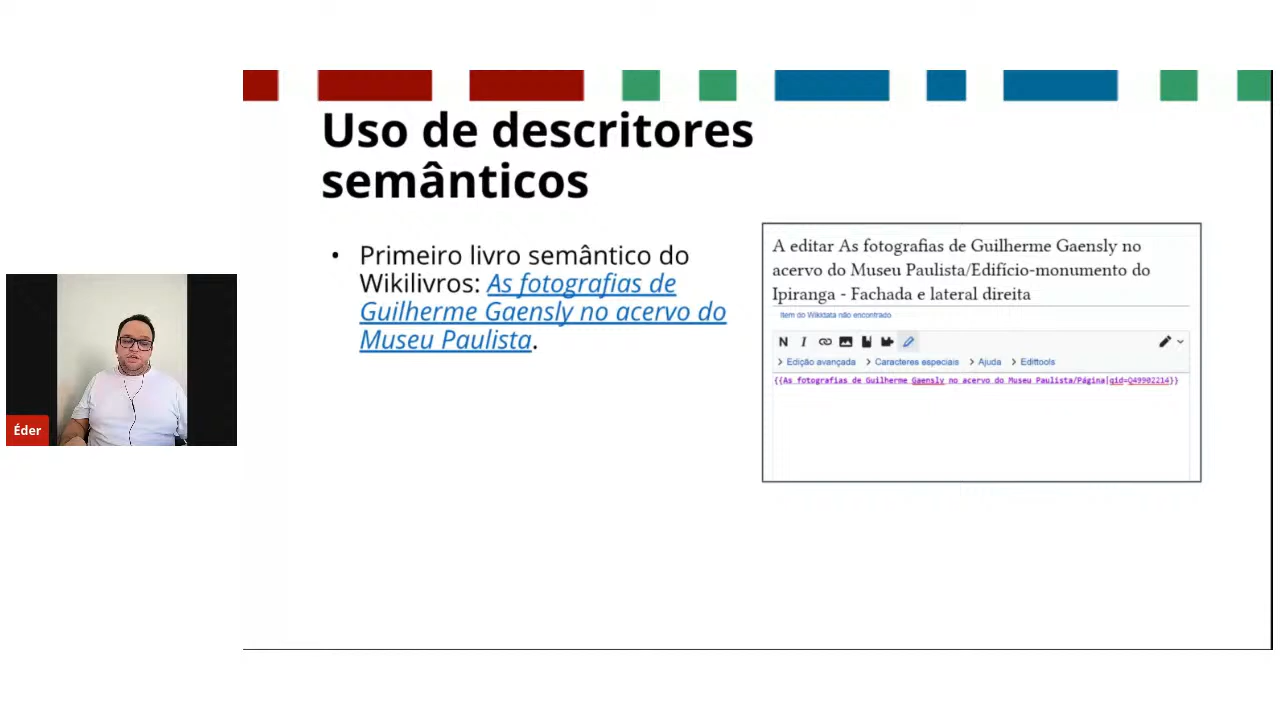 Uso de descritores
semânticos
• Primeiro livro semântico do
Wikilivros: As fotografias de
Guilherme Gaensly no acervo do
Museu Paulista.
A editar As fotografias de Guilherme Gaensly no
acervo do Museu Paulista/Edifício-monumento do
Ipiranga - Fachada e lateral direita
Item do Wikidata não encontrado
N I
Edição avançada Caracteres especiais Ajuda Edittools
{{As fotografias de Guilherme Gaensly no acervo do Museu Paulista/Página|qid=Q49902214}}
Éder